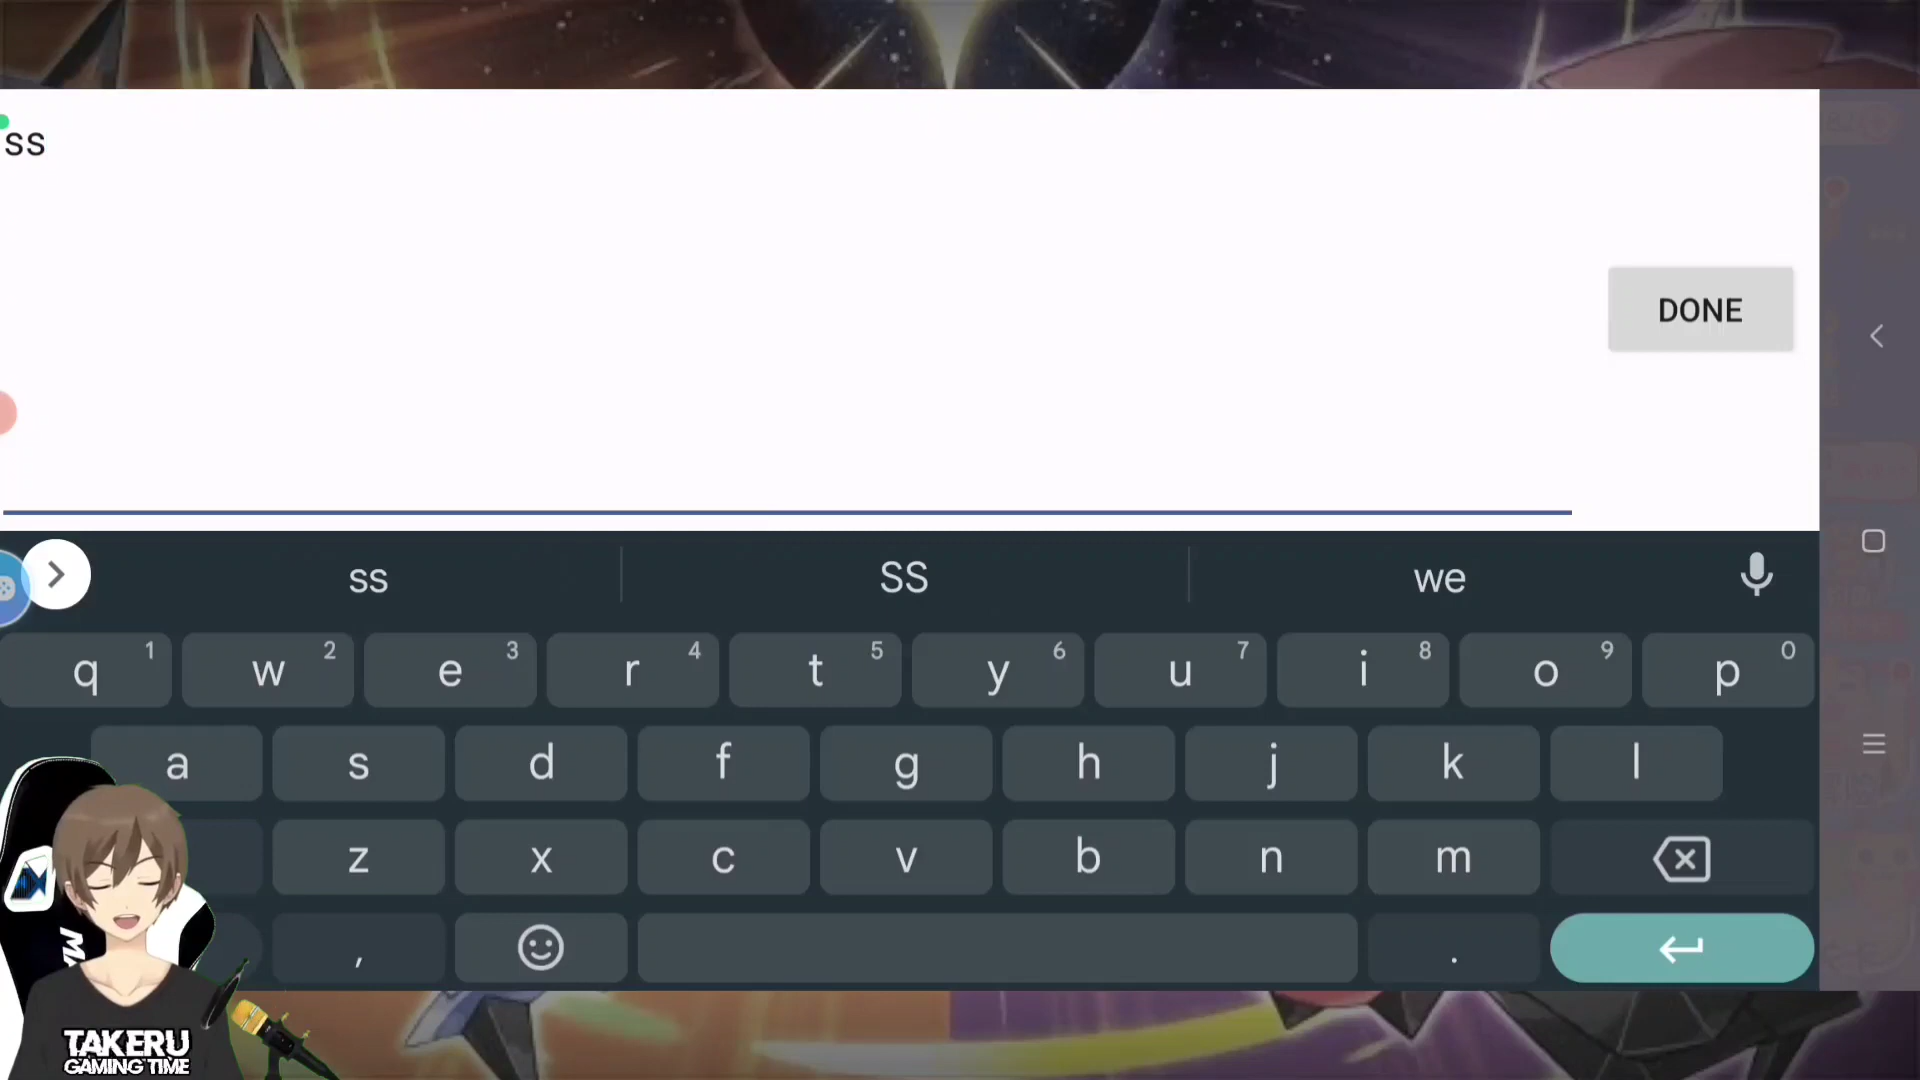 ss
DONE
ss SS we
q 1 w 2 e 3 r 4 t 5 y 6 u 7 i 8 o 9 p 0
a s d f g h j k l
z x c v b n m
, .
TAKERU
GAMING TIME